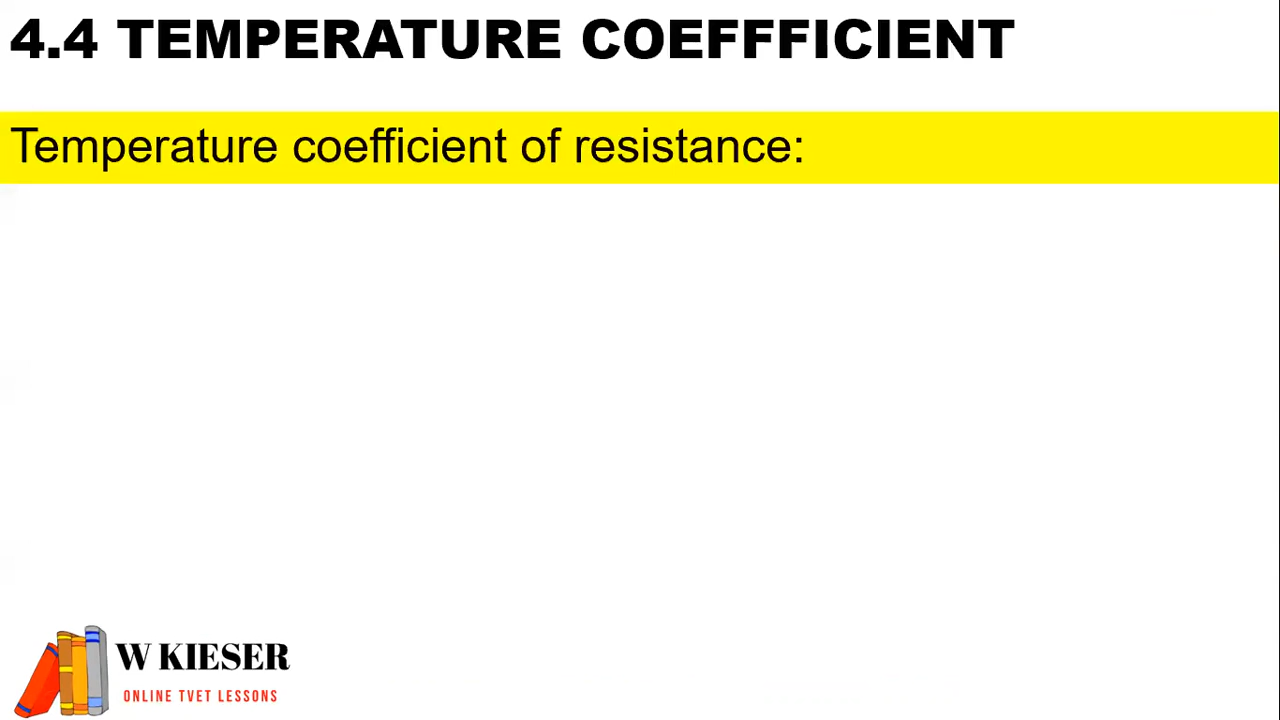 4.4 TEMPERATURE COEFFFICIENT
Temperature coefficient of resistance:
W KIESER
ONLINE TVET LESSONS